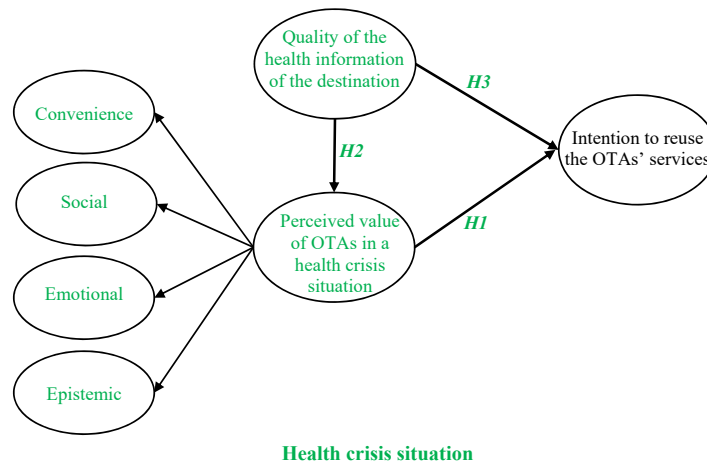 Quality of the
health information
of the destination
H3
Convenience
Intention to reuse
the OTAs' services
H2
Social
Perceived value
of OTAs in a
health crisis
situation
H1
Emotional
Epistemic
Health crisis situation